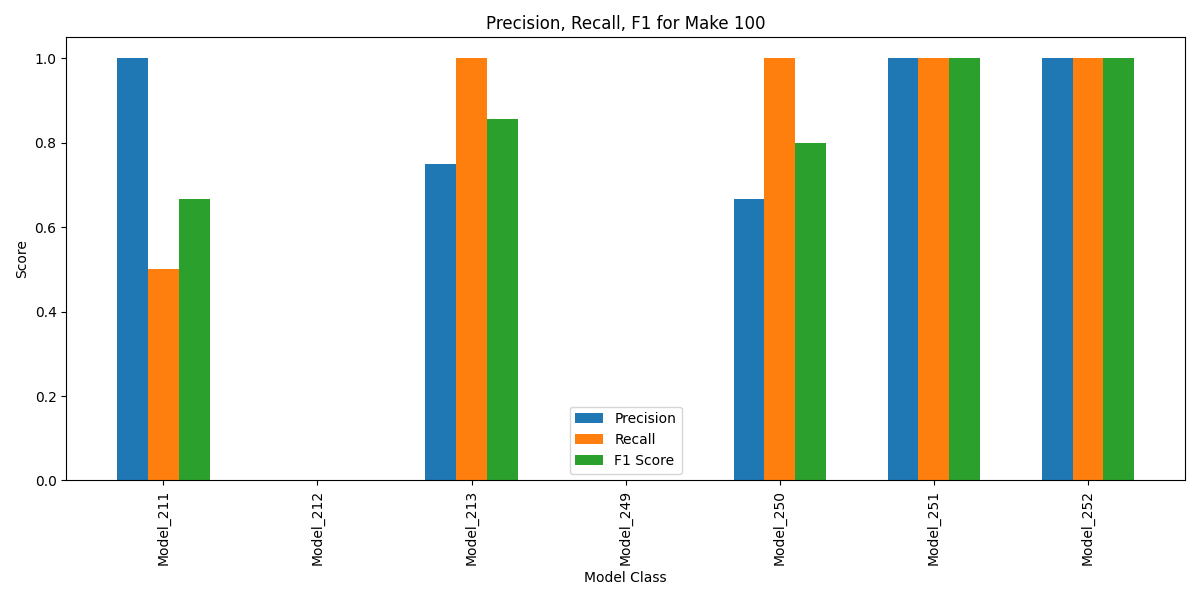 Precision, Recall, F1 for Make 100
1.0
0.8
0.6
0.4
0.2
0.0
Score
Precision
Recall
F1 Score
Model_211
Model_212
Model_213
Model_249
Model_250
Model_251
Model_252
Model Class